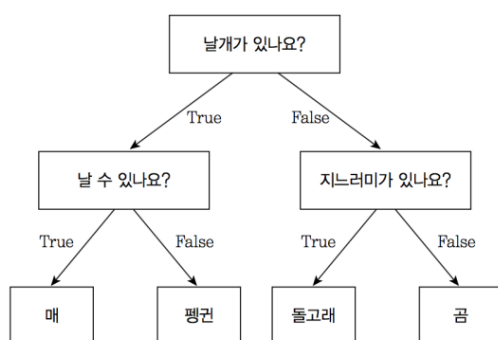 날개가 있나요?
True
False
날 수 있나요?
지느러미가 있나요?
True
False
True
False
매
펭귄
돌고래
곰